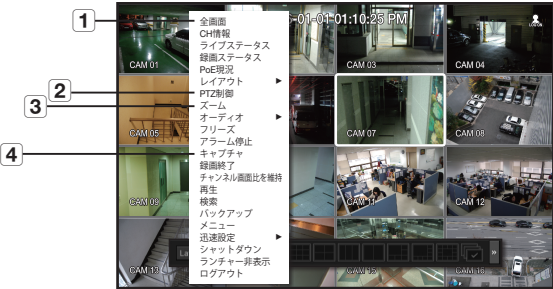 1
2
3
4
全画面
CH情報
ライブステータス
録画ステータス
PoE現況
レイアウト
PTZ制御
ズーム
オーディオ
フリーズ
アラーム停止
キャプチャ
録画終了
チャンネル画面比を維持
再生
検索
バックアップ
メニュー
迅速設定
シャットダウン
ランチャー非表示
ログアウト
-01-01 01:10:25 PM
LOG ON
CAM 01
CAM 03
CAM 04
CAM 05
CAM 07
CAM 08
CAM 09
CAM 11
CAM 12
CAM 13
CAM 15
CAM 16
La